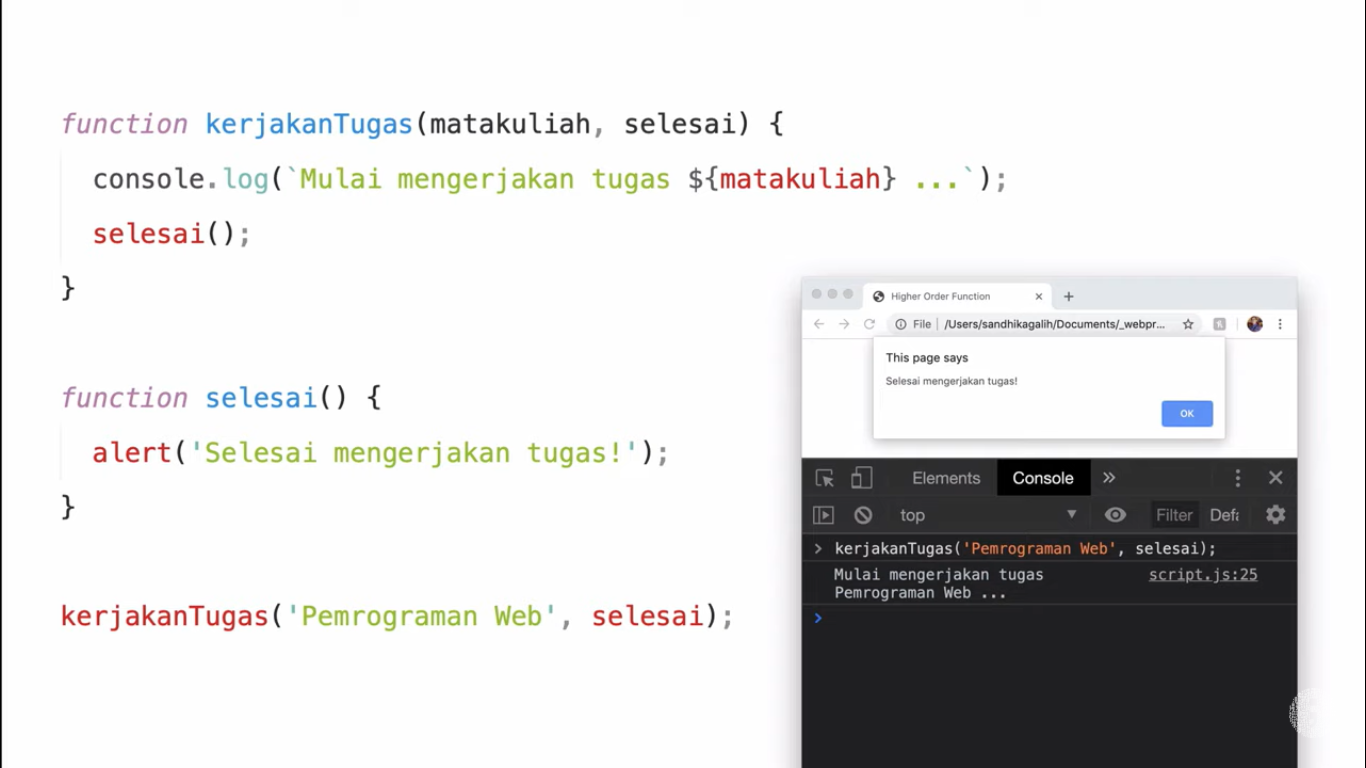 function kerjakanTugas(matakuliah, selesai) {
console.log(`Mulai mengerjakan tugas ${matakuliah} ...`);
selesai();
}
function selesai() {
alert('Selesai mengerjakan tugas!');
}
kerjakanTugas('Pemrograman Web', selesai);
Higher Order Function
File | /Users/sandhikagalih/Documents/_webpr...
This page says
Selesai mengerjakan tugas!
OK
Elements Console »
top Filter Defa
> kerjakanTugas('Pemrograman Web', selesai);
Mulai mengerjakan tugas script.js:25
Pemrograman Web ...
>